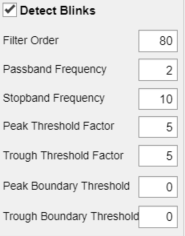 Detect Blinks
Filter Order 80
Passband Frequency 2
Stopband Frequency 10
Peak Threshold Factor 5
Trough Threshold Factor 5
Peak Boundary Threshold 0
Trough Boundary Threshold 0